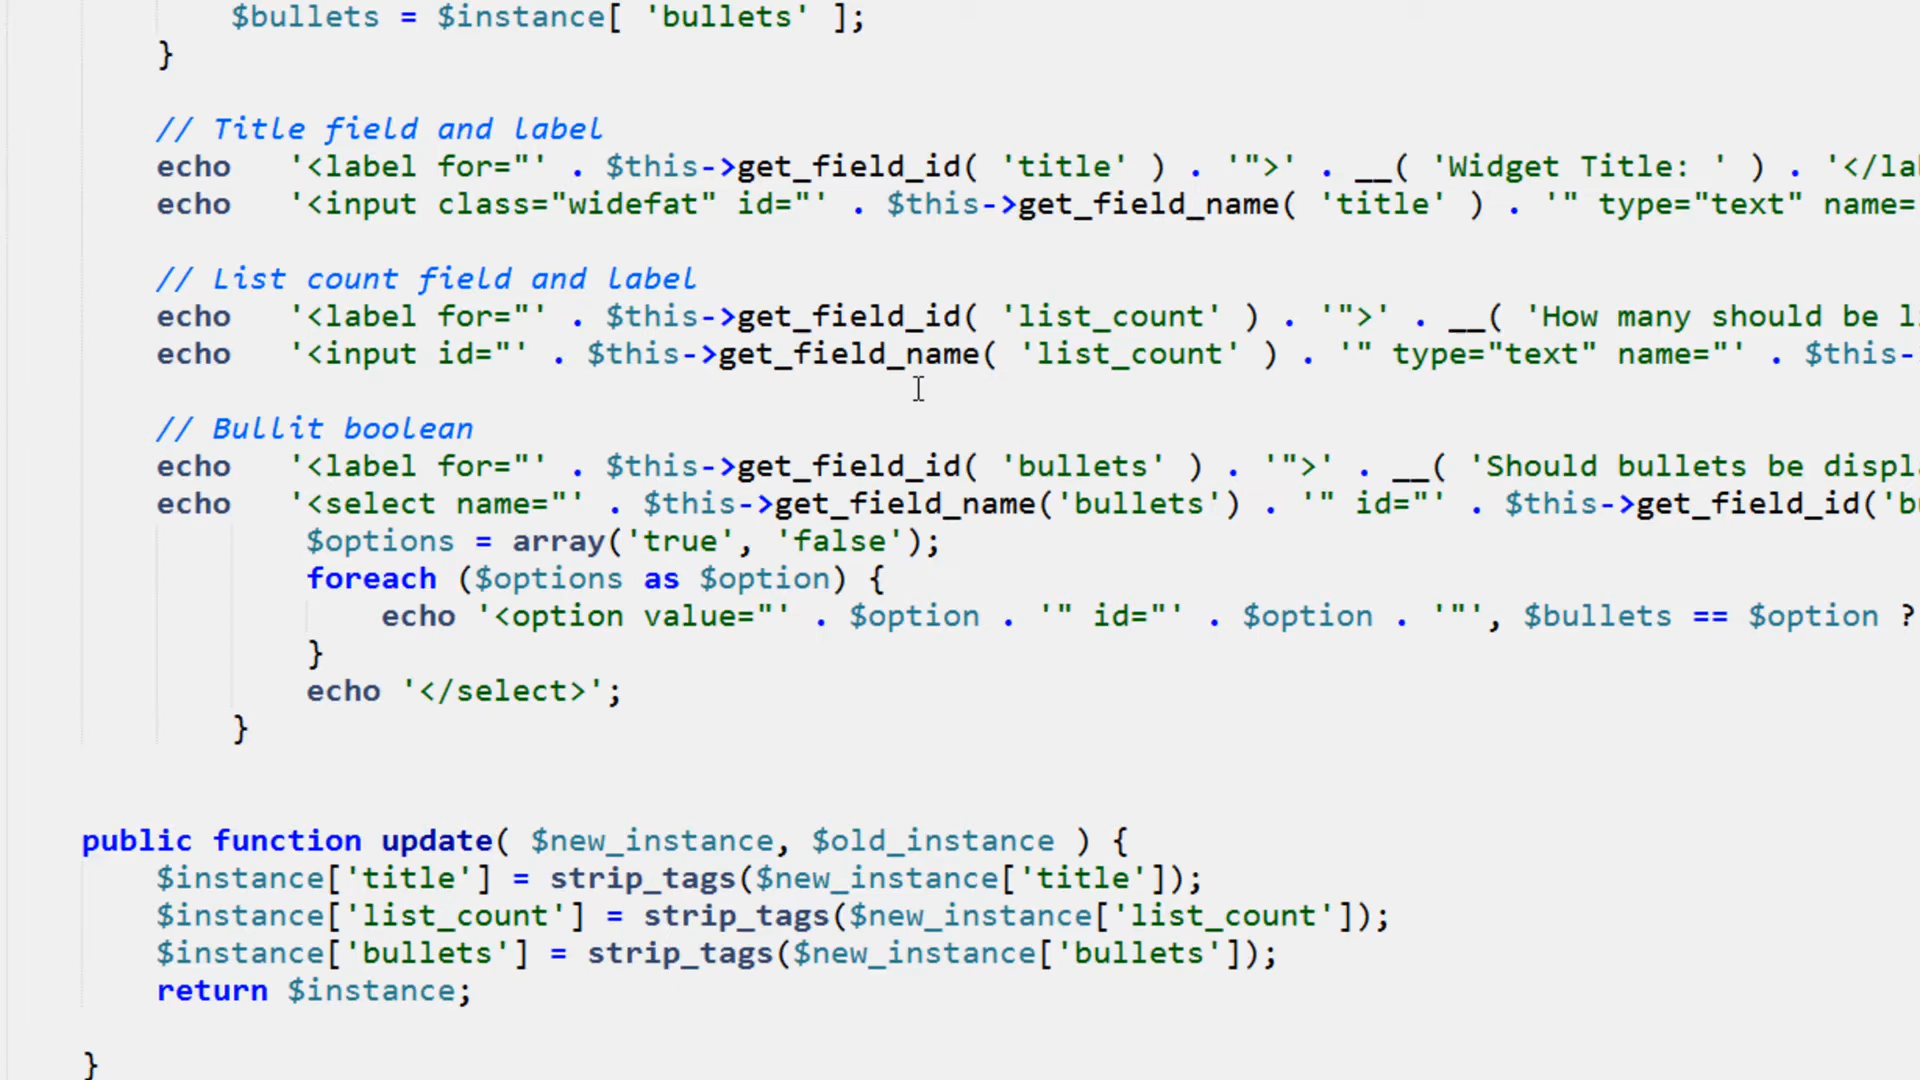 $bullets = $instance[ 'bullets' ];
}
// Title field and label
echo '<label for="' . $this->get_field_id( 'title' ) . '">' . __( 'Widget Title: ' ) . '</la
echo '<input class="widefat" id="' . $this->get_field_name( 'title' ) . '" type="text" name=
// List count field and label
echo '<label for="' . $this->get_field_id( 'list_count' ) . '">' . __( 'How many should be l
echo '<input id="' . $this->get_field_name( 'list_count' ) . '" type="text" name="' . $this-
// Bullit boolean
echo '<label for="' . $this->get_field_id( 'bullets' ) . '">' . __( 'Should bullets be displ
echo '<select name="' . $this->get_field_name('bullets') . '" id="' . $this->get_field_id('b
$options = array('true', 'false');
foreach ($options as $option) {
echo '<option value="' . $option . '" id="' . $option . '"', $bullets == $option ?
}
echo '</select>';
}
public function update( $new_instance, $old_instance ) {
$instance['title'] = strip_tags($new_instance['title']);
$instance['list_count'] = strip_tags($new_instance['list_count']);
$instance['bullets'] = strip_tags($new_instance['bullets']);
return $instance;
}